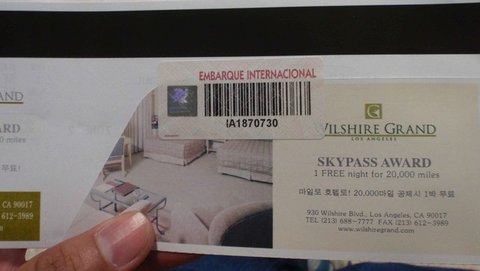 RAND
ARD
miles
무료!
CA 90017
612-3989
EMBARQUE INTERNACIONAL
IA1870730
G
WILSHIRE GRAND
LOS ANGELES
SKYPASS AWARD
1 FREE night for 20,000 miles
마일로 호텔로! 20,000마일 공제시 1박 무료
930 Wilshire Blvd., Los Angeles, CA 90017
TEL (213) 688-7777 FAX (213) 612-3989
www.wilshiregrand.com